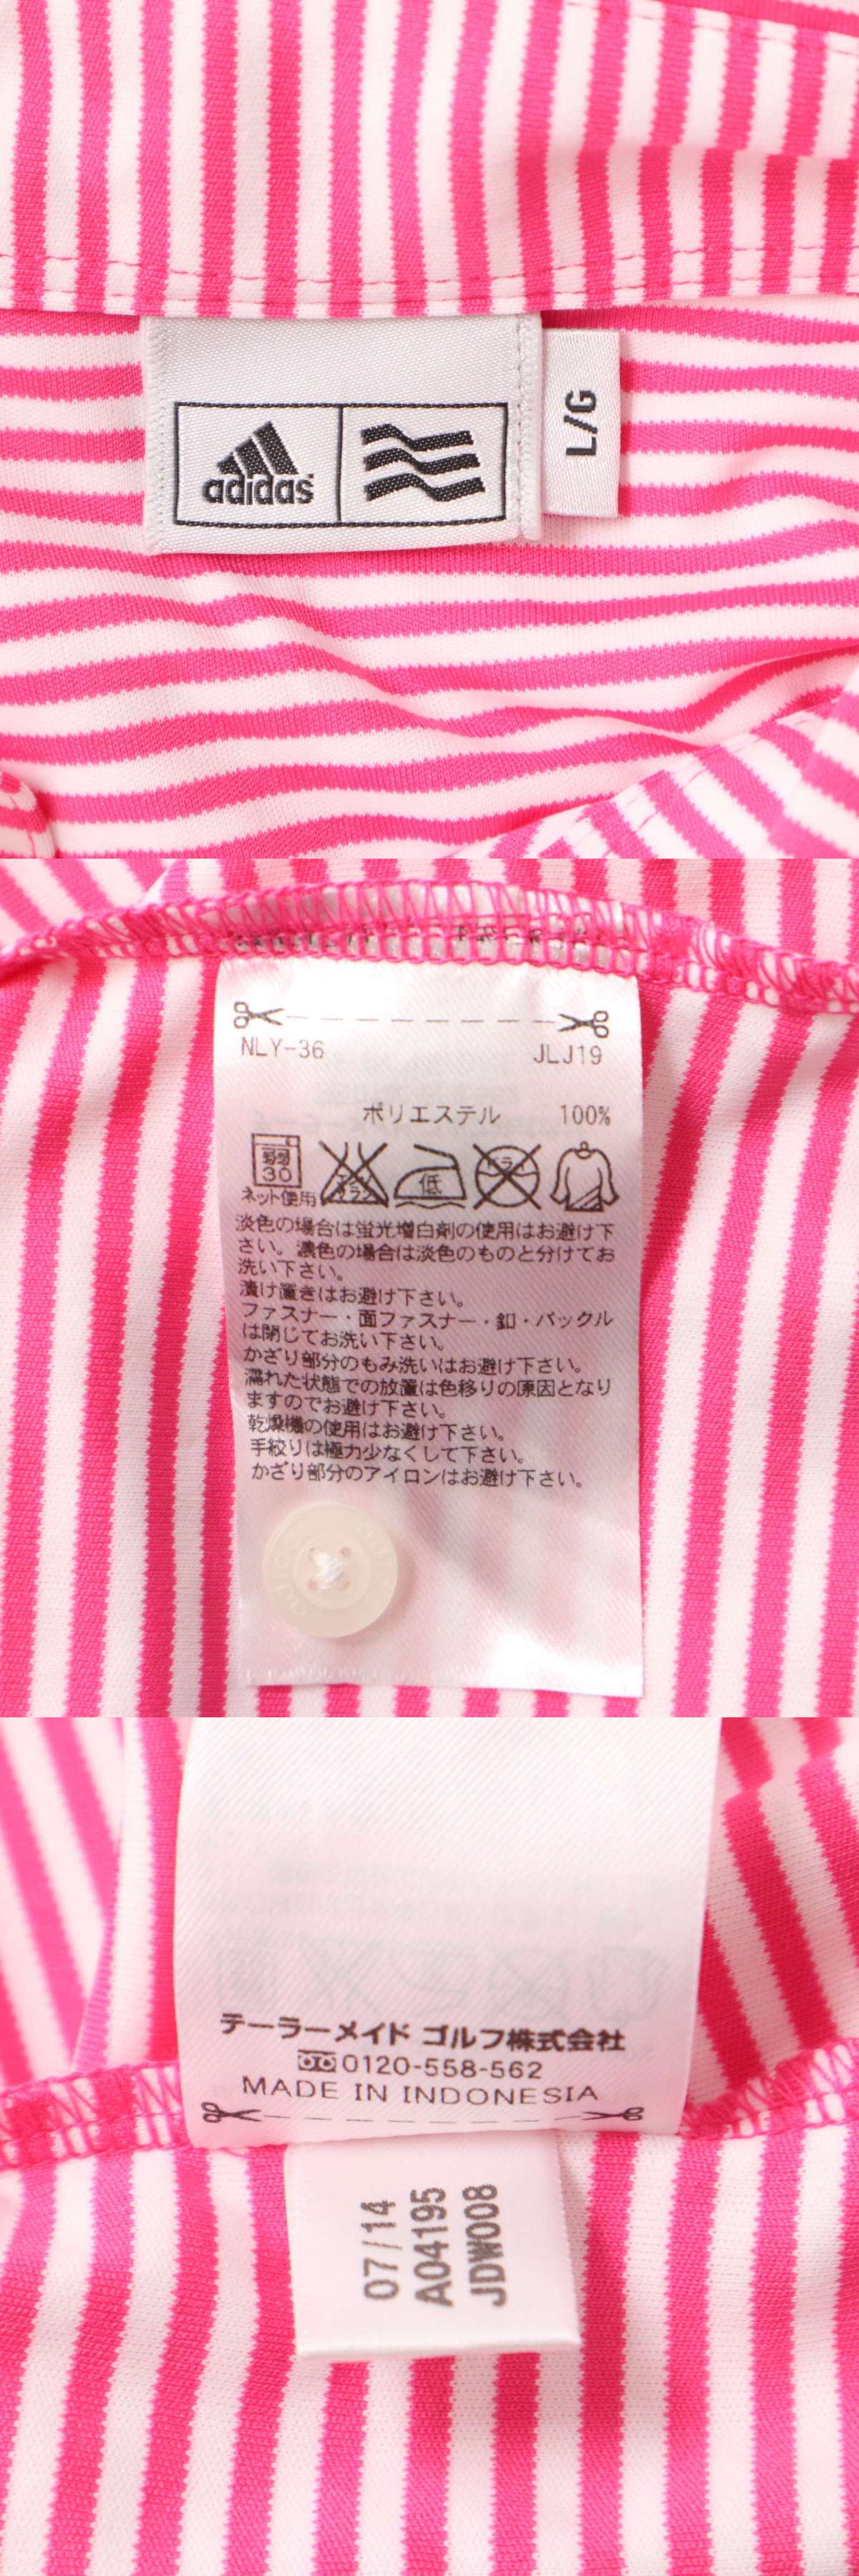 adidas
L/G
NLY-36 JLJ19
ポリエステル 100%
弱
30
ネット使用
低
淡色の場合は蛍光増白剤の使用はお避け下
さい。濃色の場合は淡色のものと分けてお
洗い下さい。
漬け置きはお避け下さい。
ファスナー・面ファスナー・釦・バックル
は閉じてお洗い下さい。
かざり部分のもみ洗いはお避け下さい。
濡れた状態での放置は色移りの原因となり
ますのでお避け下さい。
乾燥機の使用はお避け下さい。
手絞りは極力少なくして下さい。
かざり部分のアイロンはお避け下さい。
テーラーメイド ゴルフ株式会社
0120-558-562
MADE IN INDONESIA
07/14
A04195
JDW008